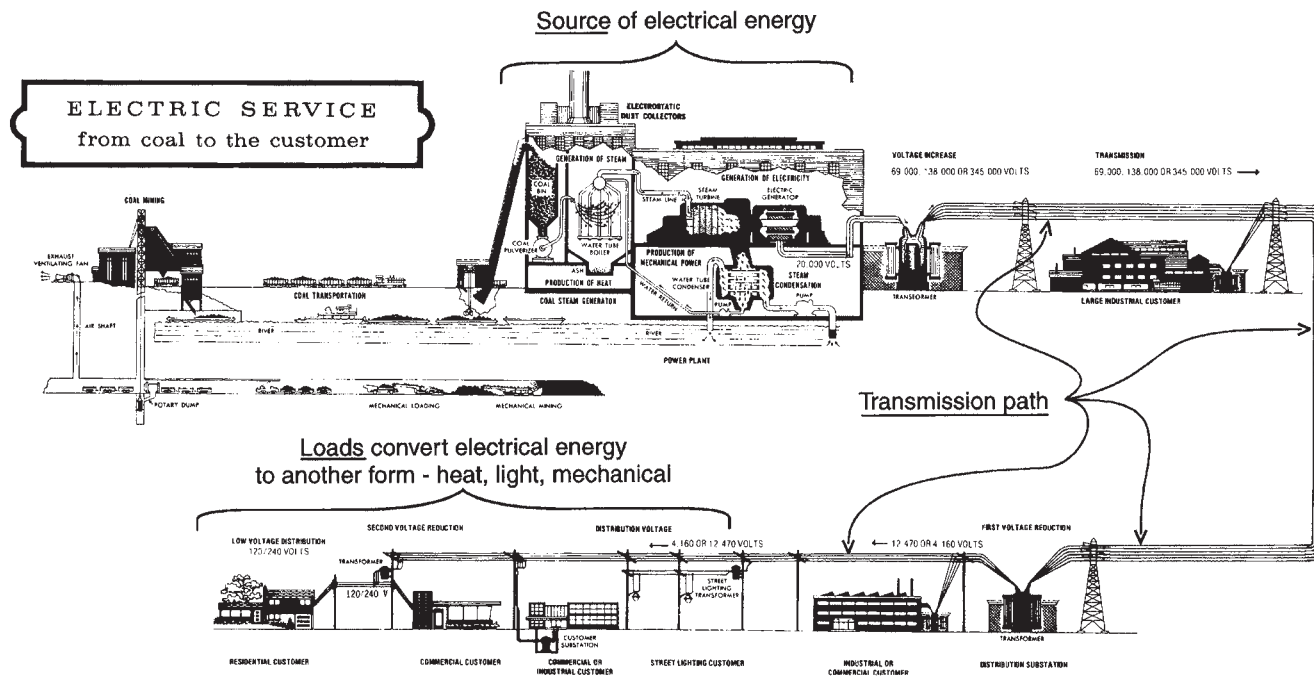 Source of electrical energy
ELECTRIC SERVICE
from coal to the customer
ELECTROSTATIC
DUST COLLECTORS
GENERATION OF STEAM
COAL
BIN
STEAM LINE
COAL
PULVERIZER
WATER TUBE
BOILER
ASH
PRODUCTION OF HEAT
COAL STEAM GENERATOR
GENERATION OF ELECTRICITY
STEAM
TURBINE
ELECTRIC
GENERATOR
20,000 VOLTS
PRODUCTION OF
MECHANICAL POWER
WATER TUBE
CONDENSER
STEAM
CONDENSATION
WATER RETURN
PUMP
PUMP
RIVER
RIVER
POWER PLANT
VOLTAGE INCREASE
69,000, 138,000 OR 345,000 VOLTS
TRANSMISSION
69,000, 138,000 OR 345,000 VOLTS
TRANSFORMER
LARGE INDUSTRIAL CUSTOMER
COAL MINING
EXHAUST
VENTILATING FAN
AIR SHAFT
COAL TRANSPORTATION
ROTARY DUMP
MECHANICAL LOADING
MECHANICAL MINING
Transmission path
Loads convert electrical energy
to another form - heat, light, mechanical
LOW VOLTAGE DISTRIBUTION
120/240 VOLTS
SECOND VOLTAGE REDUCTION
TRANSFORMER
120/240 V
DISTRIBUTION VOLTAGE
4,160 OR 12,470 VOLTS
STREET
LIGHTING
TRANSFORMER
12,470 OR 4,160 VOLTS
FIRST VOLTAGE REDUCTION
TRANSFORMER
CUSTOMER
SUBSTATION
RESIDENTIAL CUSTOMER
COMMERCIAL CUSTOMER
COMMERCIAL OR
INDUSTRIAL CUSTOMER
STREET LIGHTING CUSTOMER
INDUSTRIAL OR
COMMERCIAL CUSTOMER
DISTRIBUTION SUBSTATION